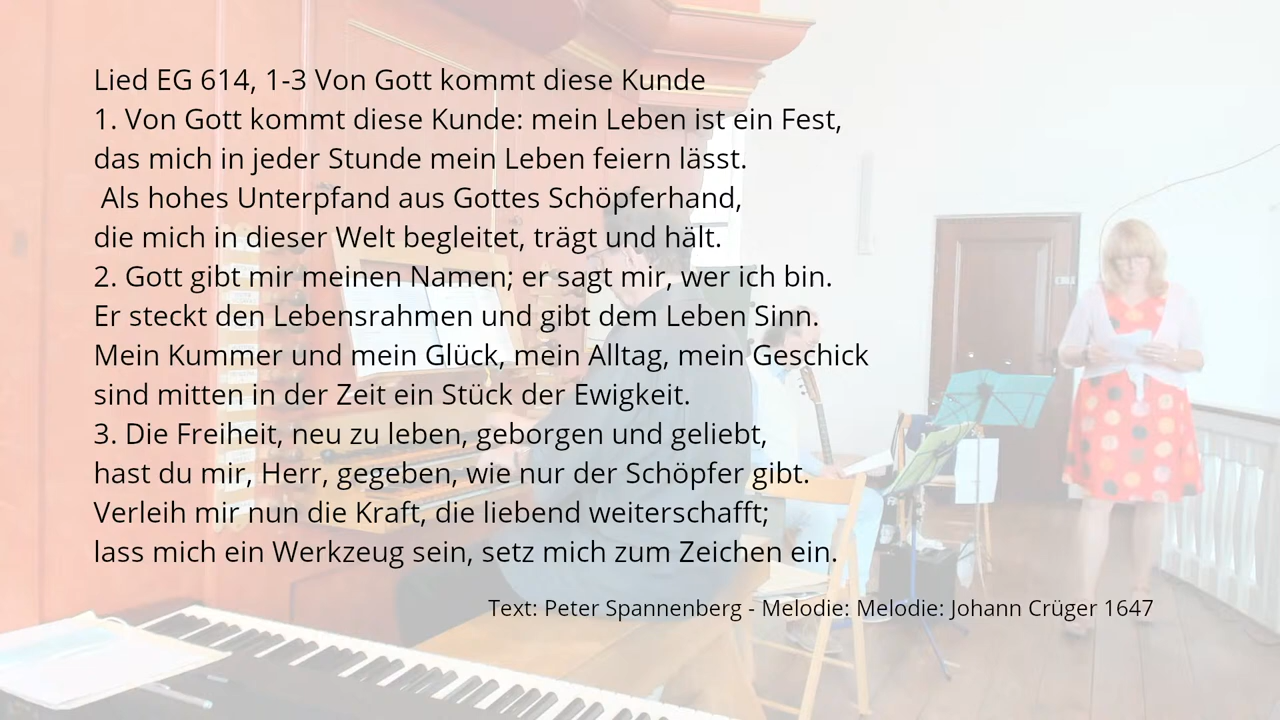 Lied EG 614, 1-3 Von Gott kommt diese Kunde
1. Von Gott kommt diese Kunde: mein Leben ist ein Fest,
das mich in jeder Stunde mein Leben feiern lässt.
Als hohes Unterpfand aus Gottes Schöpferhand,
die mich in dieser Welt begleitet, trägt und hält.
2. Gott gibt mir meinen Namen; er sagt mir, wer ich bin.
Er steckt den Lebensrahmen und gibt dem Leben Sinn.
Mein Kummer und mein Glück, mein Alltag, mein Geschick
sind mitten in der Zeit ein Stück der Ewigkeit.
3. Die Freiheit, neu zu leben, geborgen und geliebt,
hast du mir, Herr, gegeben, wie nur der Schöpfer gibt.
Verleih mir nun die Kraft, die liebend weiterschafft;
lass mich ein Werkzeug sein, setz mich zum Zeichen ein.
Text: Peter Spannenberg - Melodie: Melodie: Johann Crüger 1647